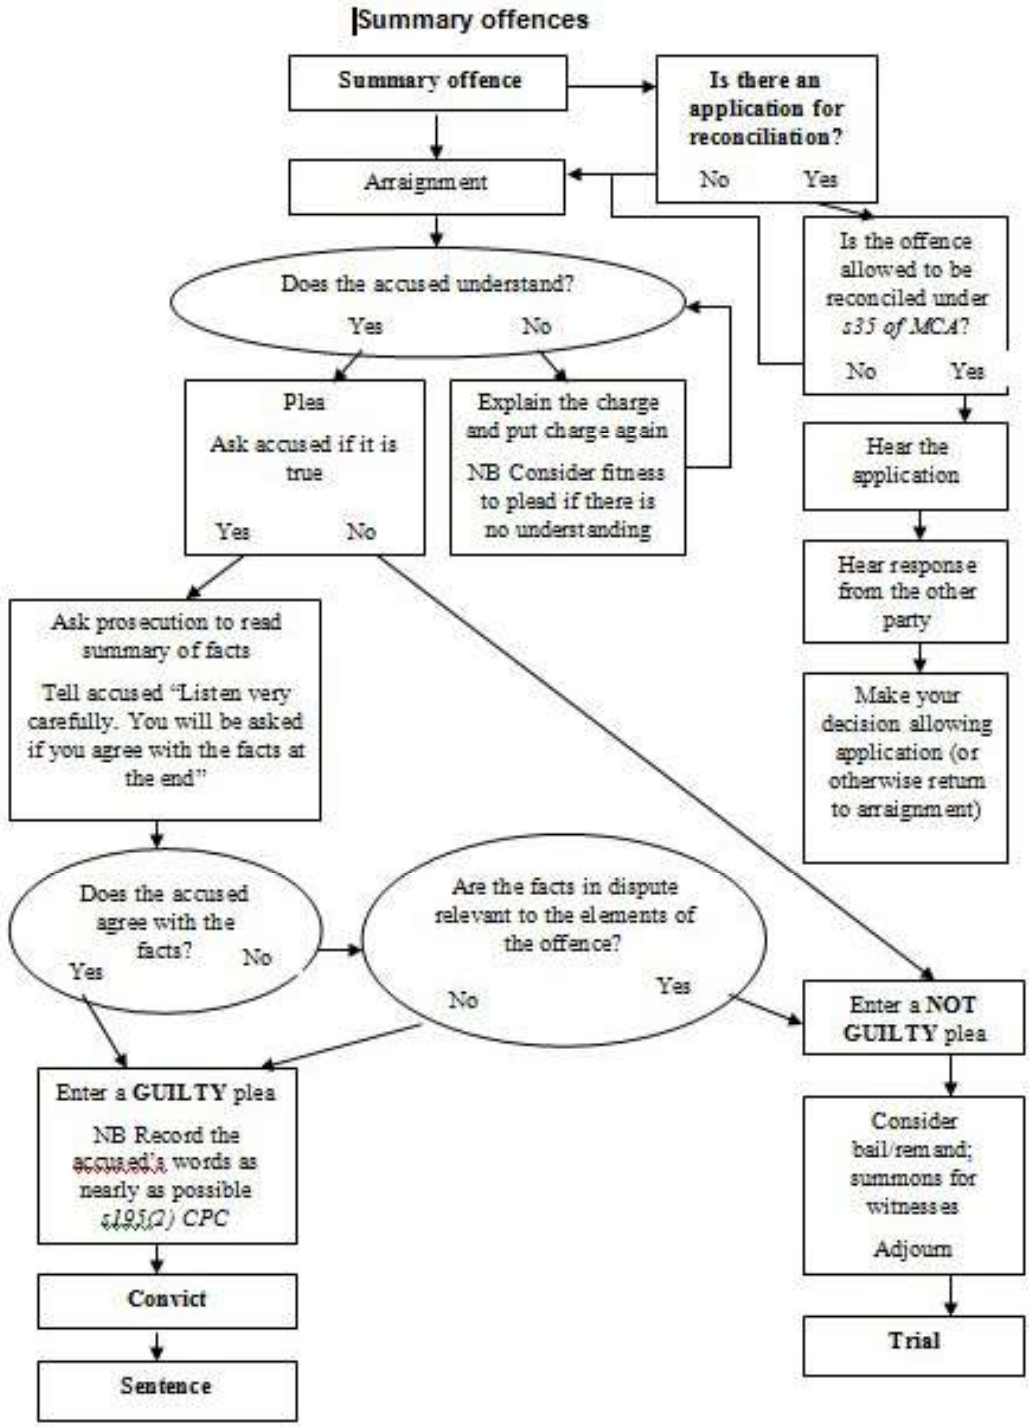 Summary offences
Summary offence
Is there an
application for
reconciliation?
No Yes
Arraignment
Is the offence
allowed to be
reconciled under
s35 of MCA?
No Yes
Does the accused understand?
Yes No
Plea
Ask accused if it is
true
Yes No
Explain the charge
and put charge again
NB Consider fitness
to plead if there is
no understanding
Hear the
application
Hear response
from the other
party
Make your
decision allowing
application (or
otherwise return
to arraignment)
Ask prosecution to read
summary of facts
Tell accused “Listen very
carefully. You will be asked
if you agree with the facts at
the end”
Does the accused
agree with the
facts?
Yes No
Are the facts in dispute
relevant to the elements of
the offence?
No Yes
Enter a NOT
GUILTY plea
Enter a GUILTY plea
NB Record the
accused’s words as
nearly as possible
s195(2) CPC
Consider
bail/remand;
summons for
witnesses
Adjourn
Convict
Trial
Sentence